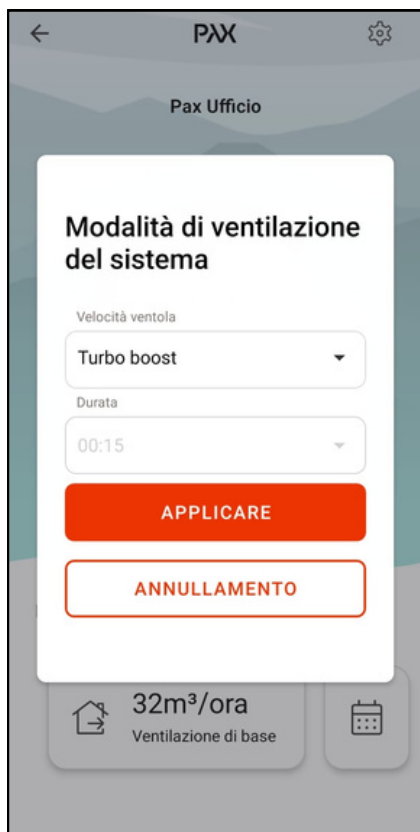 PAX
Pax Ufficio
Modalità di ventilazione
del sistema
Velocità ventola
Turbo boost
Durata
00:15
APPLICARE
ANNULLAMENTO
32m³/ora
Ventilazione di base